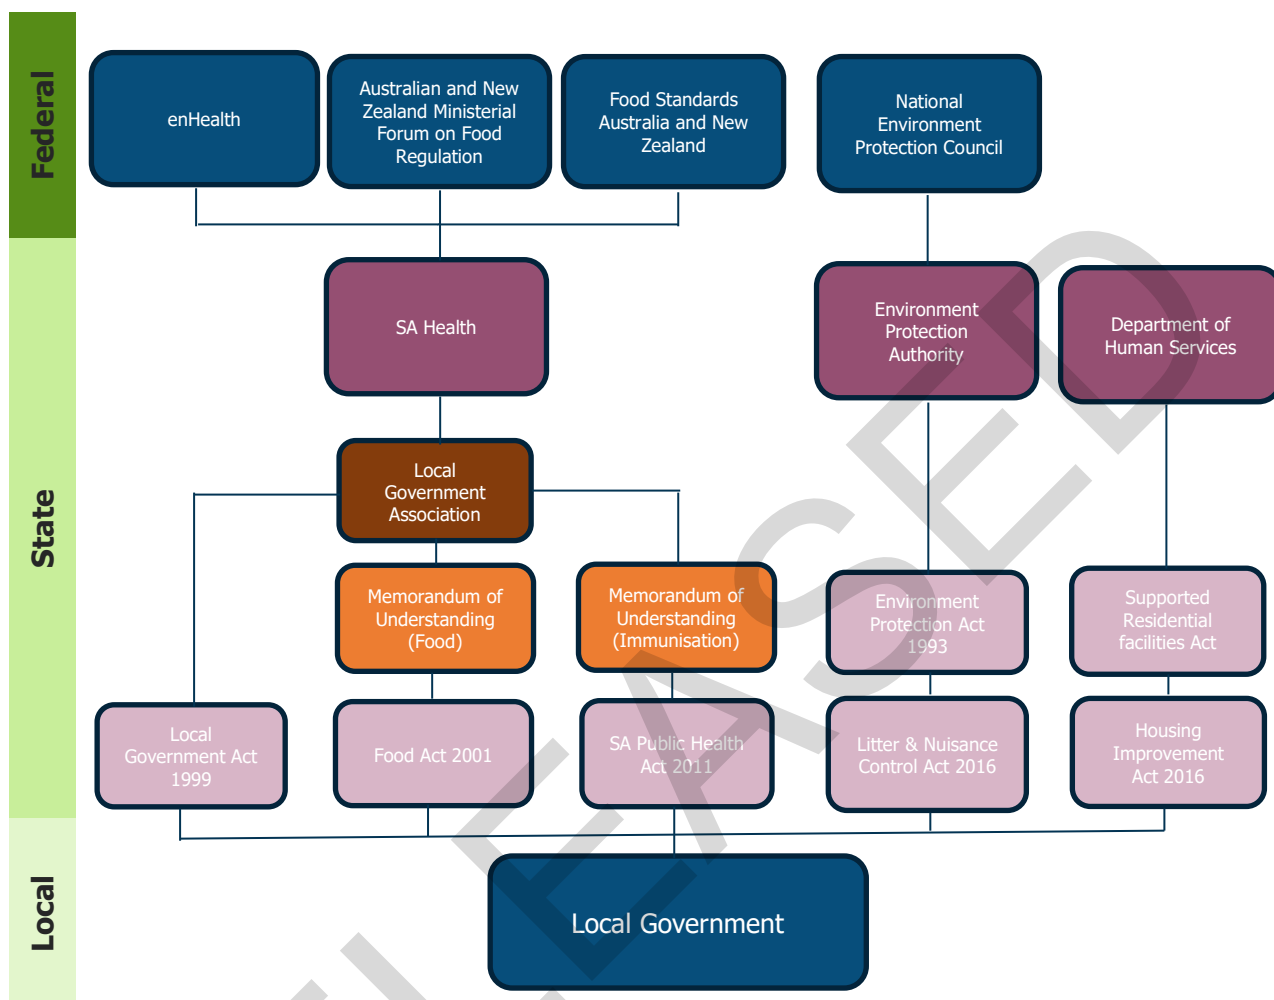 Federal
enHealth
Australian and New
Zealand Ministerial
Forum on Food
Regulation
Food Standards
Australia and New
Zealand
National
Environment
Protection Council
State
SA Health
Environment
Protection
Authority
Department of
Human Services
Local
Government
Association
Memorandum of
Understanding
(Food)
Memorandum of
Understanding
(Immunisation)
Environment
Protection Act
1993
Supported
Residential
facilities Act
Local
Government Act
1999
Food Act 2001
SA Public Health
Act 2011
Litter & Nuisance
Control Act 2016
Housing
Improvement
Act 2016
Local
Local Government
ELEASED